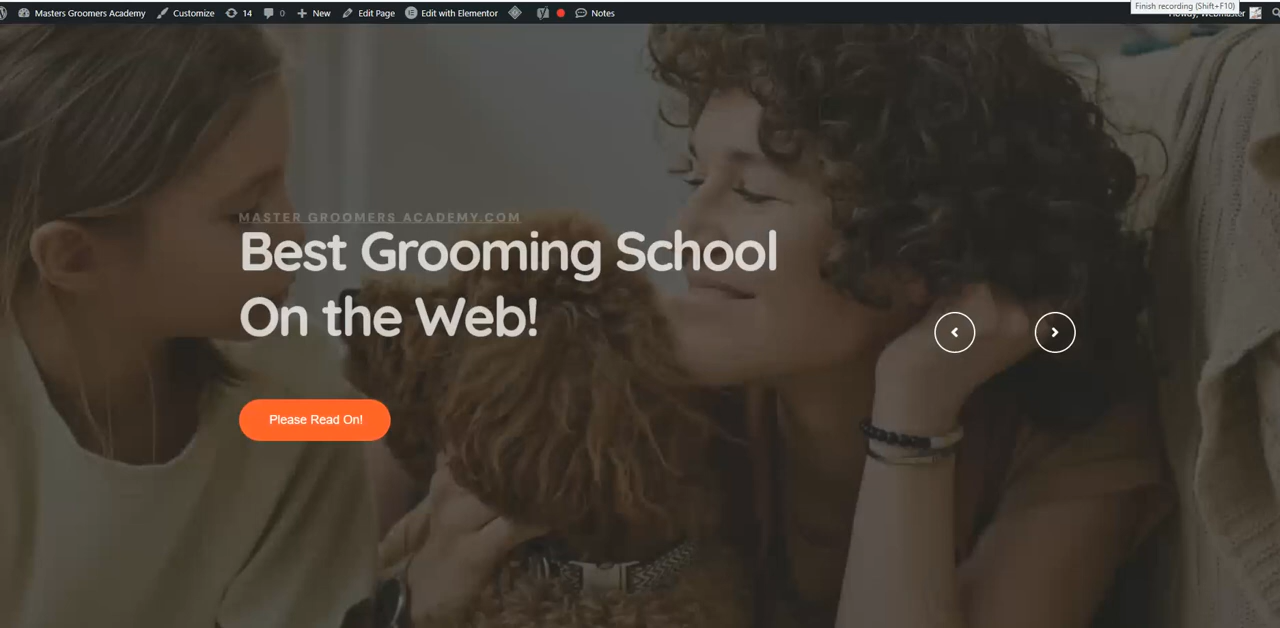 Masters Groomers Academy Customize 14 0 New Edit Page Edit with Elementor Notes
Finish recording (Shift+F10)
MASTER GROOMERS ACADEMY.COM
Best Grooming School
On the Web!
Please Read On!